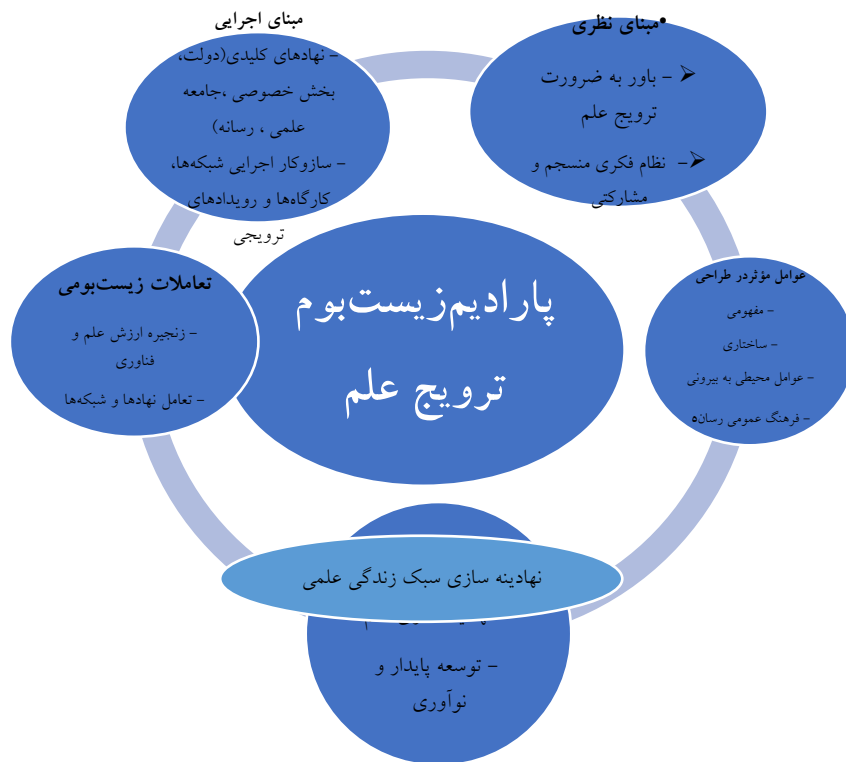 مبنای اجرایی
- نهادهای کلیدی(دولت،
بخش خصوصی ،جامعه
علمی ، رسانه)
- سازوکار اجرایی شبکه‌ها،
کارگاه‌ها و رویدادهای
ترویجی
•مبنای نظری
➢ - باور به ضرورت
ترویج علم
➢ - نظام فکری منسجم و
مشارکتی
عوامل مؤثردر طراحی
- مفهومی
- ساختاری
- عوامل محیطی به بیرونی
- فرهنگ عمومی رسانه
تعاملات زیست‌بومی
- زنجیره ارزش علم و
فناوری
- تعامل نهادها و شبکه‌ها
پارادیم‌زیست‌بوم
ترویج علم
نهادینه سازی سبک زندگی علمی
- توسعه پایدار و
نوآوری